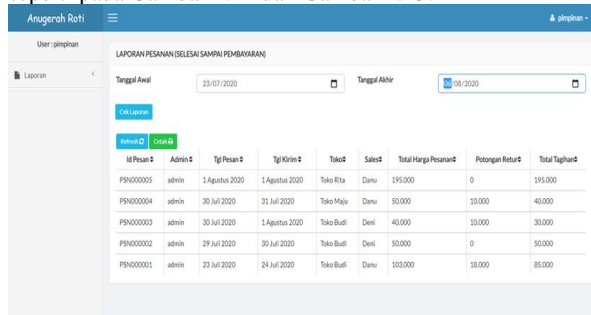 Anugerah Roti
pimpinan
User : pimpinan
Laporan
LAPORAN PESANAN (SELESAI SAMPAI PEMBAYARAN)
Tanggal Awal 23/07/2020 Tanggal Akhir 06/08/2020
Cek Laporan
Refresh Cetak
Id Pesan Admin Tgl Pesan Tgl Kirim Toko Sales Total Harga Pesanan Potongan Retur Total Tagihan
PSN000005 admin 1 Agustus 2020 1 Agustus 2020 Toko Rita Danu 195.000 0 195.000
PSN000004 admin 30 Juli 2020 31 Juli 2020 Toko Maju Danu 50.000 10.000 40.000
PSN000003 admin 30 Juli 2020 1 Agustus 2020 Toko Budi Deni 40.000 10.000 30.000
PSN000002 admin 29 Juli 2020 30 Juli 2020 Toko Budi Deni 50.000 0 50.000
PSN000001 admin 23 Juli 2020 24 Juli 2020 Toko Budi Danu 103.000 18.000 85.000